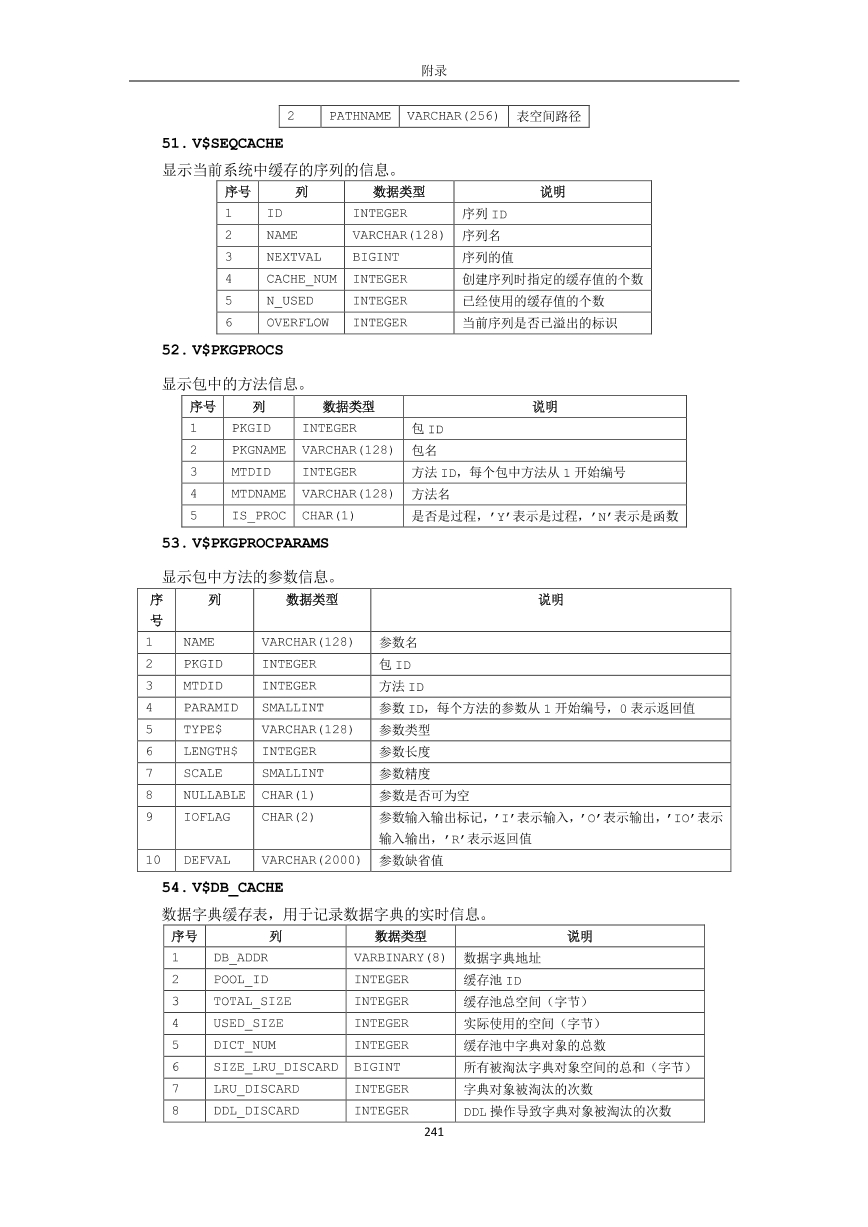 附录
2 PATHNAME VARCHAR(256) 表空间路径
51. V$SEQCACHE
显示当前系统中缓存的序列的信息。
序号 列 数据类型 说明
1 ID INTEGER 序列 ID
2 NAME VARCHAR(128) 序列名
3 NEXTVAL BIGINT 序列的值
4 CACHE_NUM INTEGER 创建序列时指定的缓存值的个数
5 N_USED INTEGER 已经使用的缓存值的个数
6 OVERFLOW INTEGER 当前序列是否已溢出的标识
52. V$PKGPROCS
显示包中的方法信息。
序号 列 数据类型 说明
1 PKGID INTEGER 包 ID
2 PKGNAME VARCHAR(128) 包名
3 MTDID INTEGER 方法 ID，每个包中方法从 1 开始编号
4 MTDNAME VARCHAR(128) 方法名
5 IS_PROC CHAR(1) 是否是过程，'Y'表示是过程，'N'表示是函数
53. V$PKGPROCPARAMS
显示包中方法的参数信息。
序 列 数据类型 说明
号
1 NAME VARCHAR(128) 参数名
2 PKGID INTEGER 包 ID
3 MTDID INTEGER 方法 ID
4 PARAMID SMALLINT 参数 ID，每个方法的参数从 1 开始编号，0 表示返回值
5 TYPE$ VARCHAR(128) 参数类型
6 LENGTH$ INTEGER 参数长度
7 SCALE SMALLINT 参数精度
8 NULLABLE CHAR(1) 参数是否可为空
9 IOFLAG CHAR(2) 参数输入输出标记，'I'表示输入，'O'表示输出，'IO'表示
输入输出，'R'表示返回值
10 DEFVAL VARCHAR(2000) 参数缺省值
54. V$DB_CACHE
数据字典缓存表，用于记录数据字典的实时信息。
序号 列 数据类型 说明
1 DB_ADDR VARBINARY(8) 数据字典地址
2 POOL_ID INTEGER 缓存池 ID
3 TOTAL_SIZE INTEGER 缓存池总空间（字节）
4 USED_SIZE INTEGER 实际使用的空间（字节）
5 DICT_NUM INTEGER 缓存池中字典对象的总数
6 SIZE_LRU_DISCARD BIGINT 所有被淘汰字典对象空间的总和（字节）
7 LRU_DISCARD INTEGER 字典对象被淘汰的次数
8 DDL_DISCARD INTEGER DDL 操作导致字典对象被淘汰的次数
241